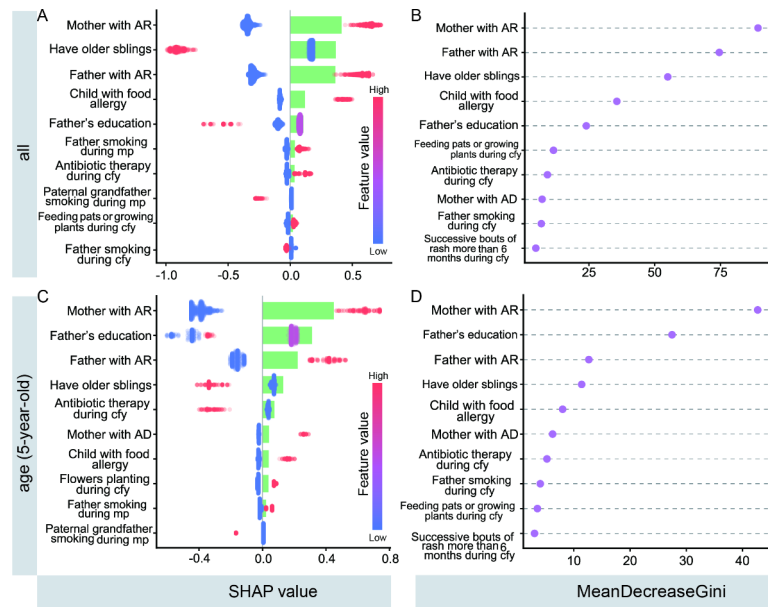 A
Mother with AR
Have older sblings
Father with AR
Child with food
allergy
Father's education
Father smoking
during mp
Antibiotic therapy
during cfy
Paternal grandfather
smoking during mp
Feeding pats or growing
plants during cfy
Father smoking
during cfy
-1.0
-0.5
0.0
0.5
High
Feature value
Low
all
B
Mother with AR
Father with AR
Have older sblings
Child with food
allergy
Father's education
Feeding pats or growing
plants during cfy
Antibiotic therapy
during cfy
Mother with AD
Father smoking
during cfy
Successive bouts of
rash more than 6
months during cfy
25
50
75
C
Mother with AR
Father's education
Father with AR
Have older sblings
Antibiotic therapy
during cfy
Mother with AD
Child with food
allergy
Flowers planting
during cfy
Father smoking
during mp
Paternal grandfather
smoking during mp
-0.4
0.0
0.4
0.8
High
Feature value
Low
age (5-year-old)
SHAP value
D
Mother with AR
Father's education
Father with AR
Have older sblings
Child with food
allergy
Mother with AD
Antibiotic therapy
during cfy
Father smoking
during cfy
Feeding pats or growing
plants during cfy
Successive bouts of
rash more than 6
months during cfy
10
20
30
40
MeanDecreaseGini